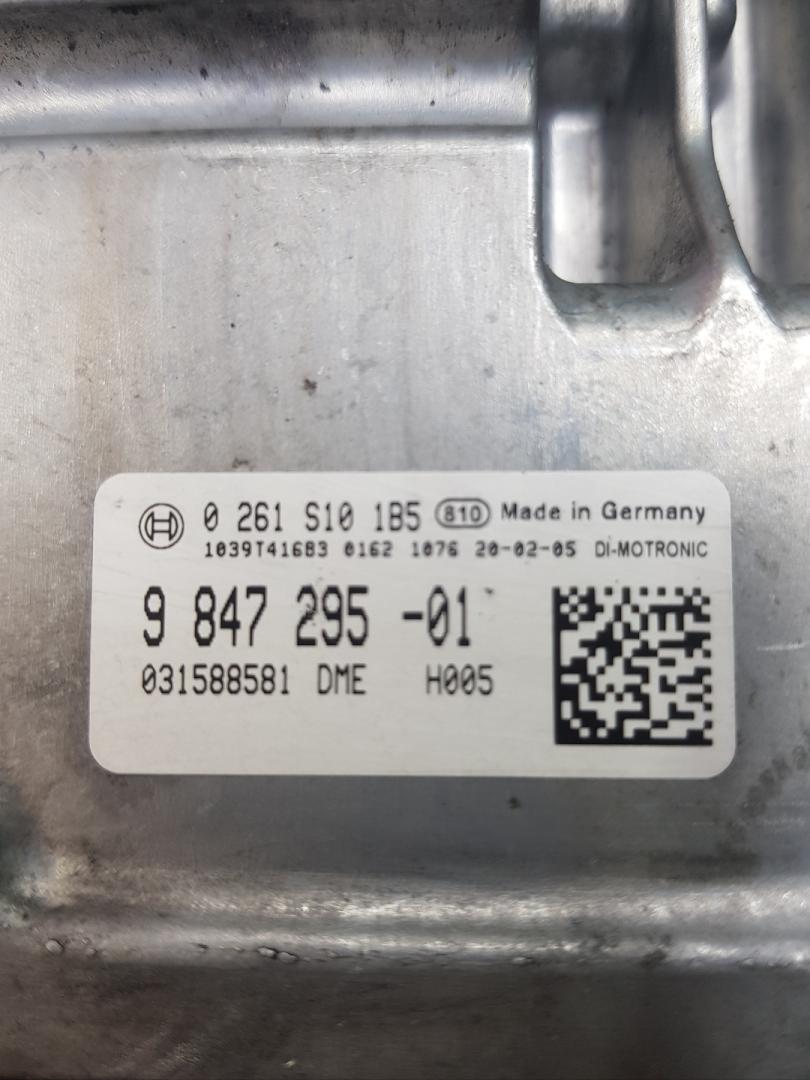 0 261 S10 1B5 810 Made in Germany
1039T41683 0162 1076 20-02-05 DI-MOTRONIC
9 847 295 -01
031588581 DME H005